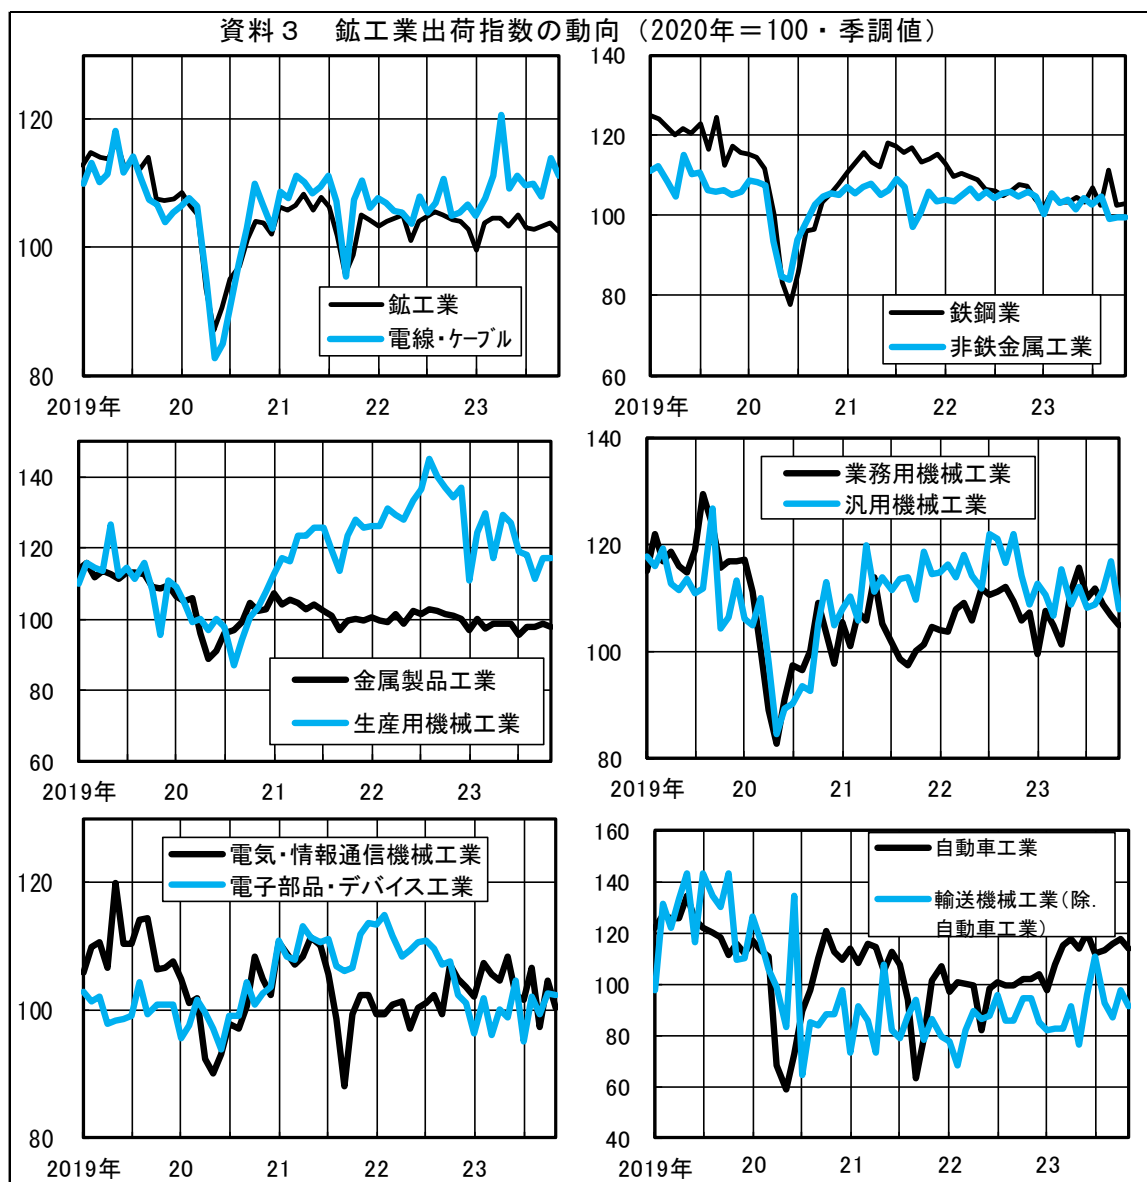 資料３　鉱工業出荷指数の動向（2020年＝100・季調値）
120
100
80
鉱工業
電線・ケーブル
2019年 20 21 22 23
140
120
100
80
60
鉄鋼業
非鉄金属工業
2019年 20 21 22 23
140
120
100
80
60
金属製品工業
生産用機械工業
2019年 20 21 22 23
140
120
100
80
業務用機械工業
汎用機械工業
2019年 20 21 22 23
120
100
80
電気・情報通信機械工業
電子部品・デバイス工業
2019年 20 21 22 23
160
140
120
100
80
60
40
自動車工業
輸送機械工業（除.
自動車工業）
2019年 20 21 22 23